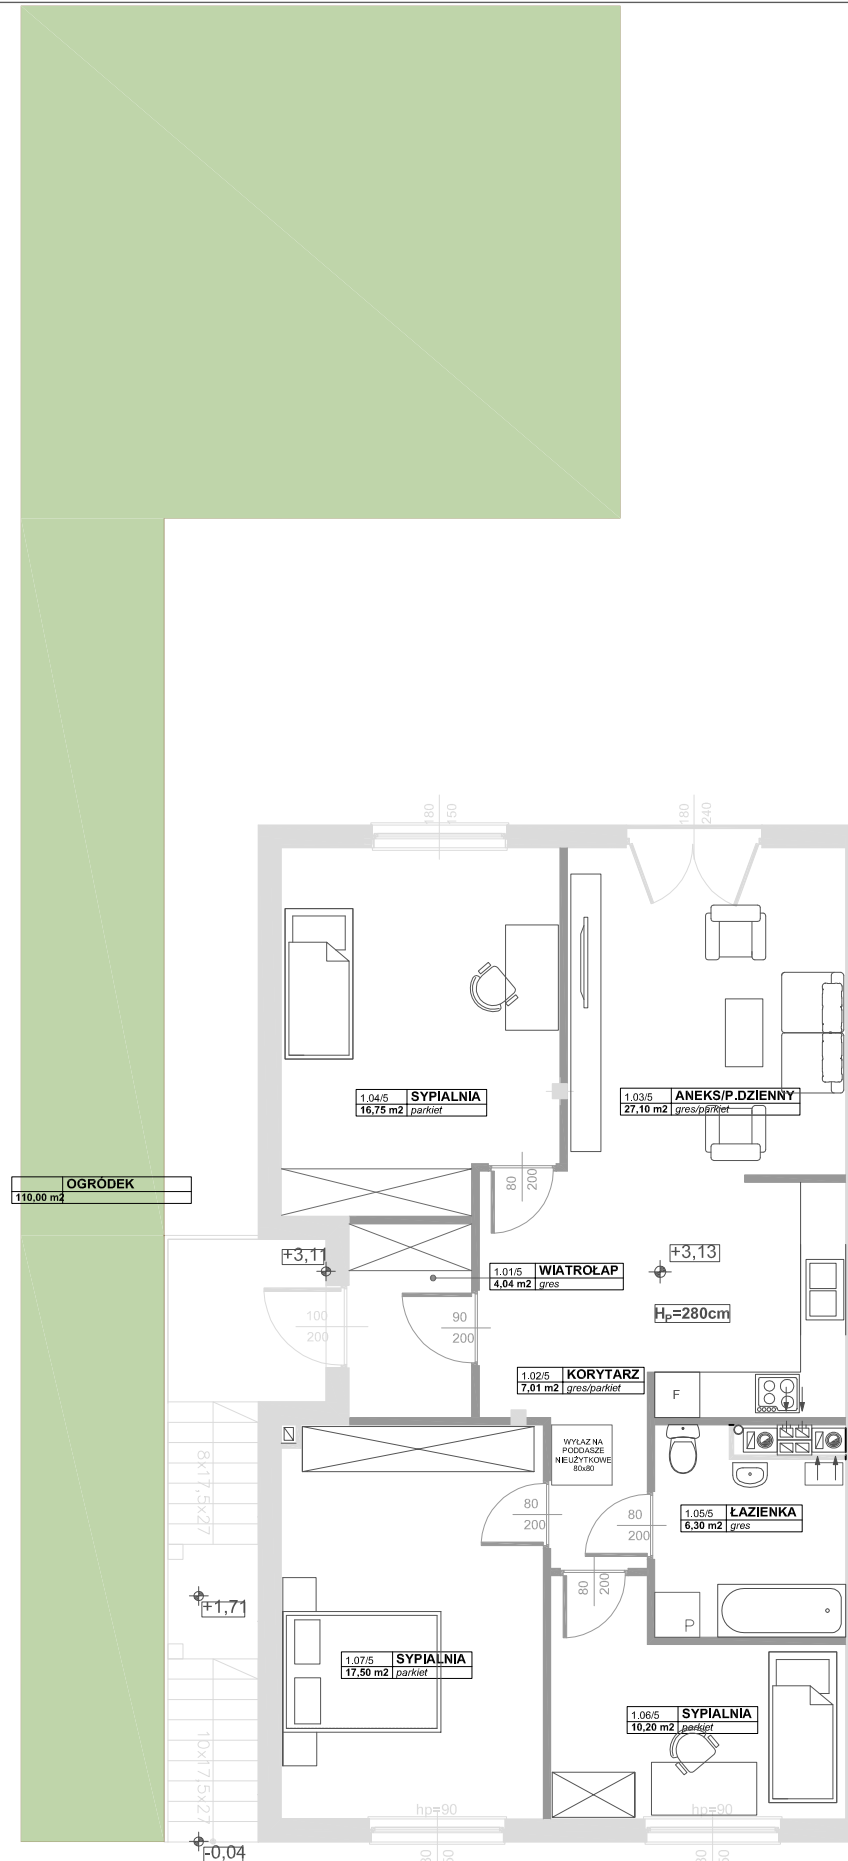 180
150
180
240
1.04/5 SYPIALNIA
16,75 m2 parkiet
1.03/5 ANEKS/P.DZIENNY
27,10 m2 gres/parkiet
OGRÓDEK
110,00 m2
80
200
+3,11
1.01/5 WIATROŁAP
4,04 m2 gres
+3,13
Hp=280cm
100
200
90
200
1.02/5 KORYTARZ
7,01 m2 gres/parkiet
F
WYŁAZ NA
PODDASZE
NIEUŻYTKOWE
80x80
8x17,5x27
80
200
80
200
1.05/5 ŁAZIENKA
6,30 m2 gres
80
200
+1,71
P
1.07/5 SYPIALNIA
17,50 m2 parkiet
1.06/5 SYPIALNIA
10,20 m2 parkiet
10x17,5x27
hp=90
hp=90
-0,04